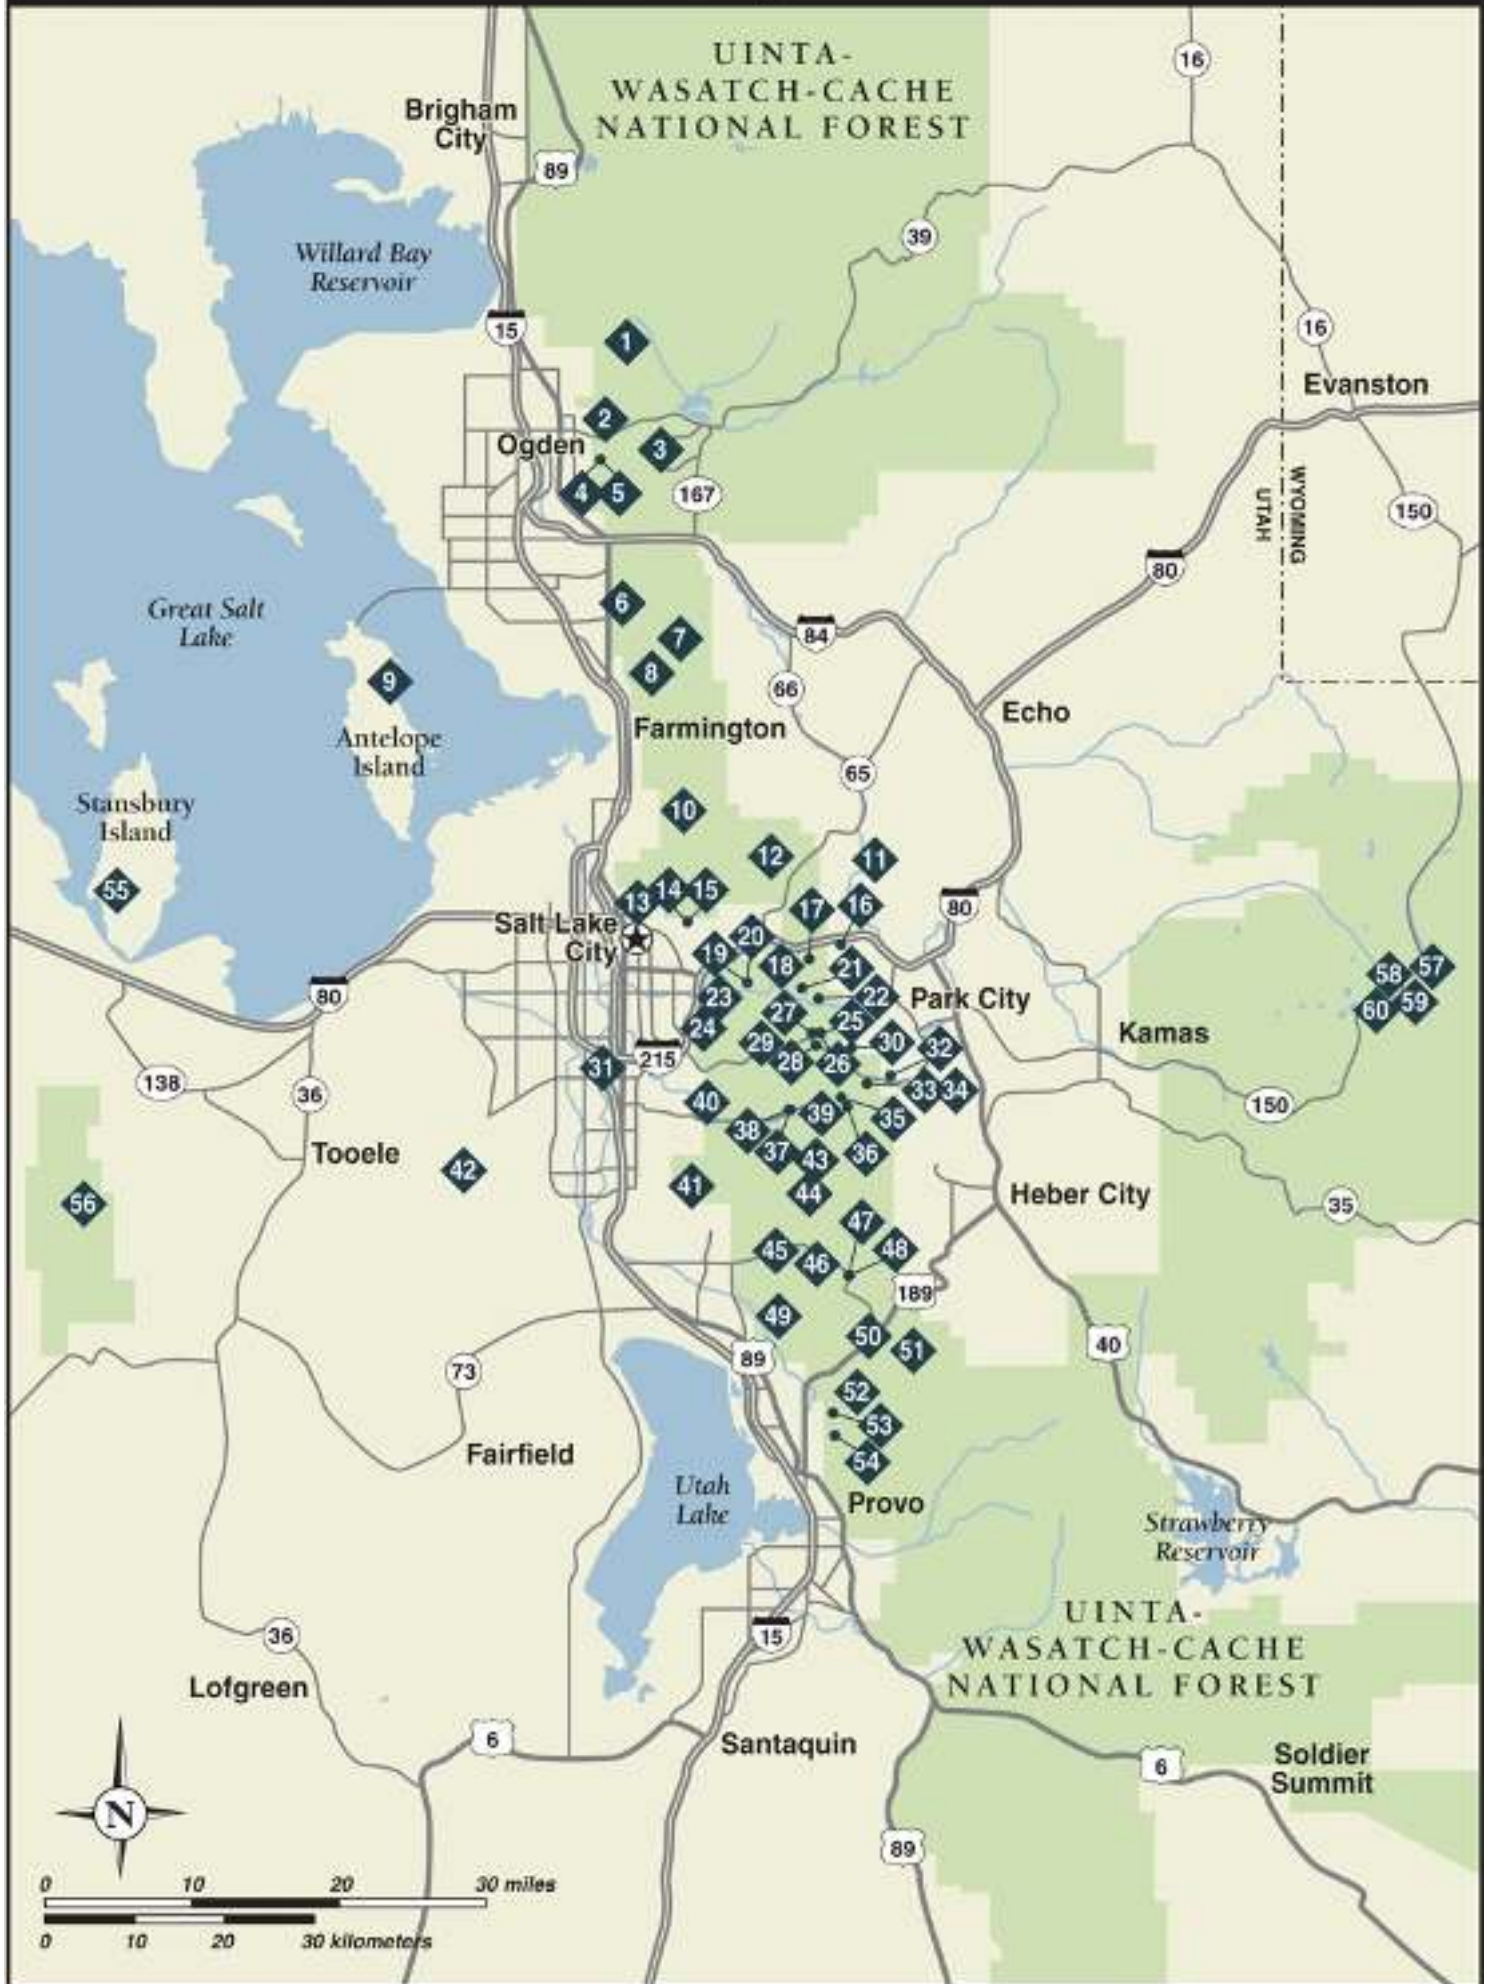 UINTA-
WASATCH-CACHE
NATIONAL FOREST
16
Brigham
City
89
39
Willard Bay
Reservoir
15
16
1
Evanston
2
Ogden
3
4
5
167
WYOMING
UTAH
150
80
6
Great Salt
Lake
84
7
8
9
66
Echo
Farmington
Antelope
Island
65
Stansbury
Island
10
12
11
55
14
15
13
17
16
80
Salt Lake
City
20
19
18
21
58
57
80
23
22
Park City
60
59
27
25
24
Kamas
29
30
32
215
28
26
31
138
36
33
34
40
39
150
35
38
Tooele
37
43
36
42
41
44
Heber City
56
35
47
45
46
48
189
49
50
51
40
89
73
52
53
Fairfield
54
Utah
Lake
Provo
Strawberry
Reservoir
UINTA-
WASATCH-CACHE
NATIONAL FOREST
36
15
Lofgreen
6
Santaquin
6
Soldier
Summit
N
89
0 10 20 30 miles
0 10 20 30 kilometers